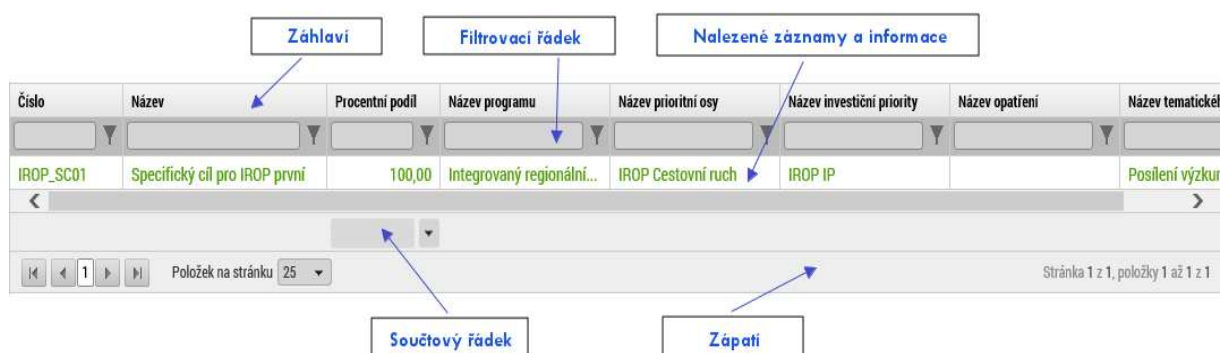 Záhlaví Filtrovací řádek Nalezené záznamy a informace
Číslo Název Procentní podíl Název programu Název prioritní osy Název investiční priority Název opatření Název tematickéh
IROP_SC01 Specifický cíl pro IROP první 100,00 Integrovaný regionální... IROP Cestovní ruch IROP IP Posílení výzkum
1 Položek na stránku 25 Stránka 1 z 1, položky 1 až 1 z 1
Součtový řádek Zápatí